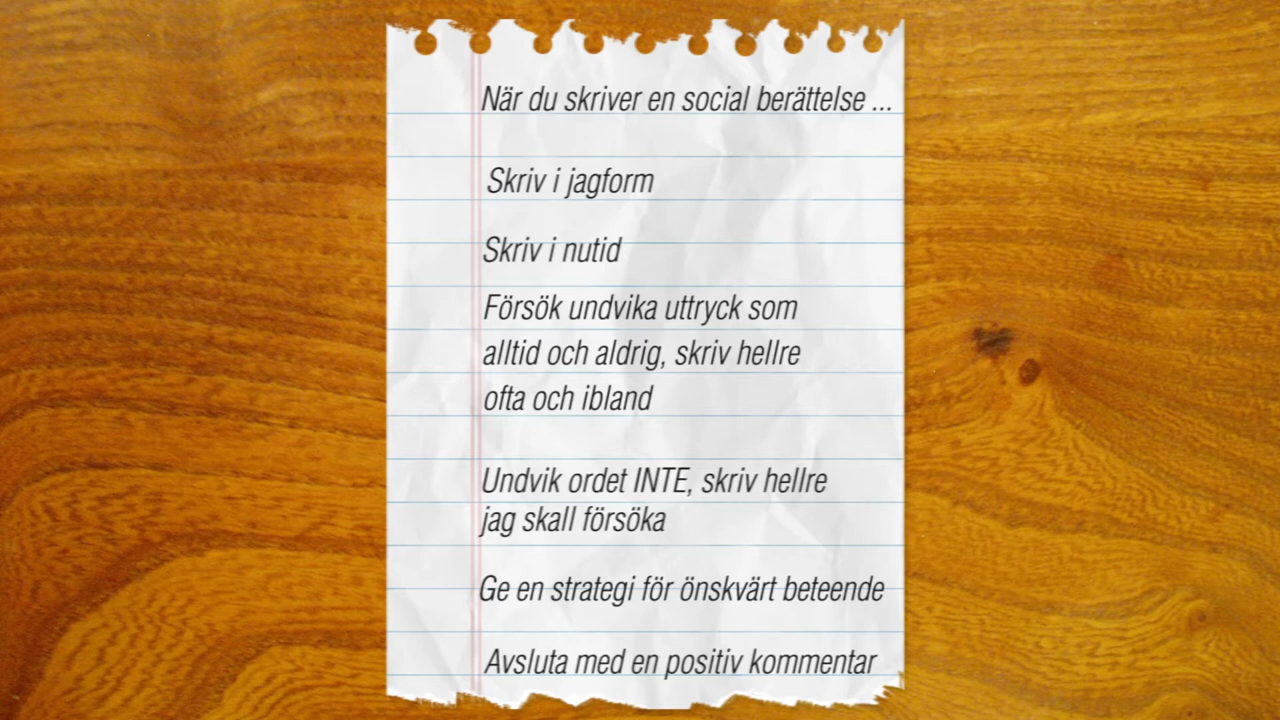 När du skriver en social berättelse ...
Skriv i jagform
Skriv i nutid
Försök undvika uttryck som
alltid och aldrig, skriv hellre
ofta och ibland
Undvik ordet INTE, skriv hellre
jag skall försöka
Ge en strategi för önskvärt beteende
Avsluta med en positiv kommentar